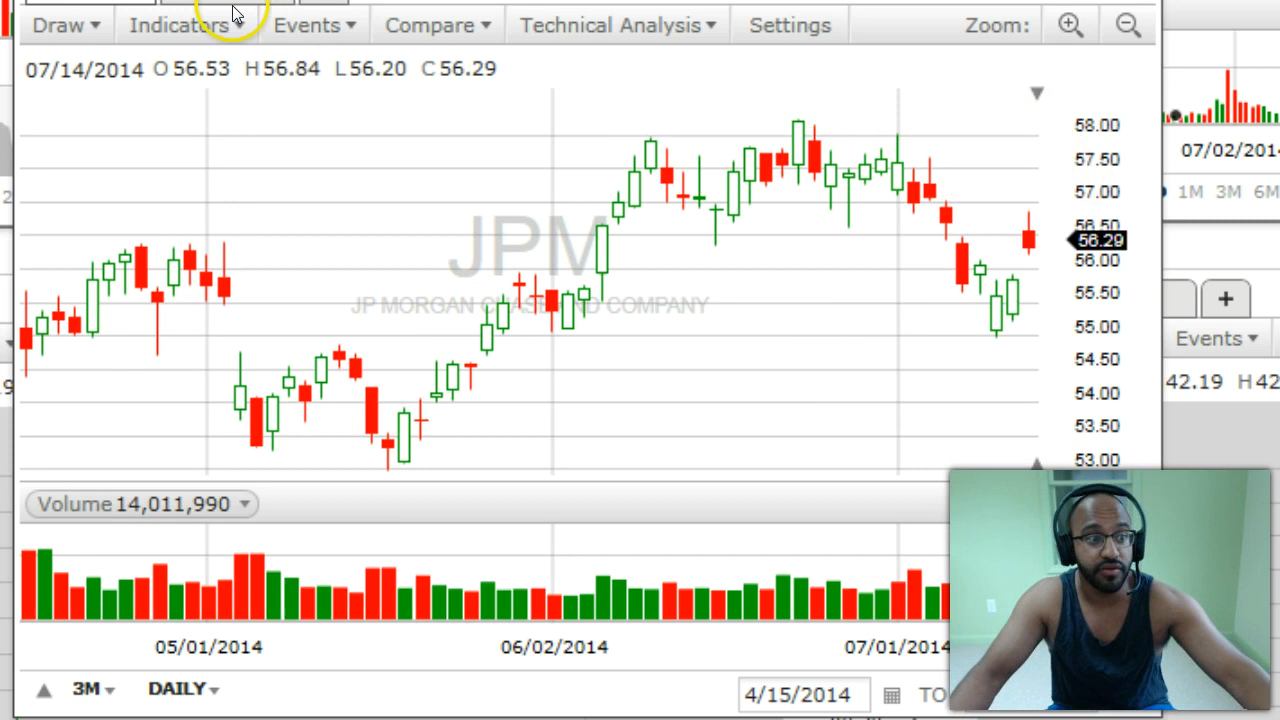 Draw Indicators Events Compare Technical Analysis Settings Zoom:
07/14/2014 O 56.53 H 56.84 L 56.20 C 56.29
JPM
JP MORGAN CHASE AND COMPANY
58.00
57.50
57.00
56.50
56.29
56.00
55.50
55.00
54.50
54.00
53.50
53.00
Volume 14,011,990
05/01/2014 06/02/2014 07/01/2014
3M DAILY 4/15/2014 TO
07/02/2014
1M 3M 6M
+
Events
42.19 H 42